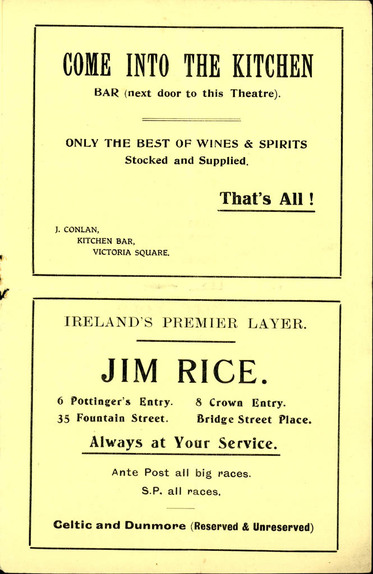 COME INTO THE KITCHEN
BAR (next door to this Theatre).
ONLY THE BEST OF WINES & SPIRITS
Stocked and Supplied.
That's All !
J. CONLAN,
KITCHEN BAR,
VICTORIA SQUARE.
IRELAND'S PREMIER LAYER.
JIM RICE.
6 Pottinger's Entry. 8 Crown Entry.
35 Fountain Street. Bridge Street Place.
Always at Your Service.
Ante Post all big races.
S.P. all races.
Celtic and Dunmore (Reserved & Unreserved)